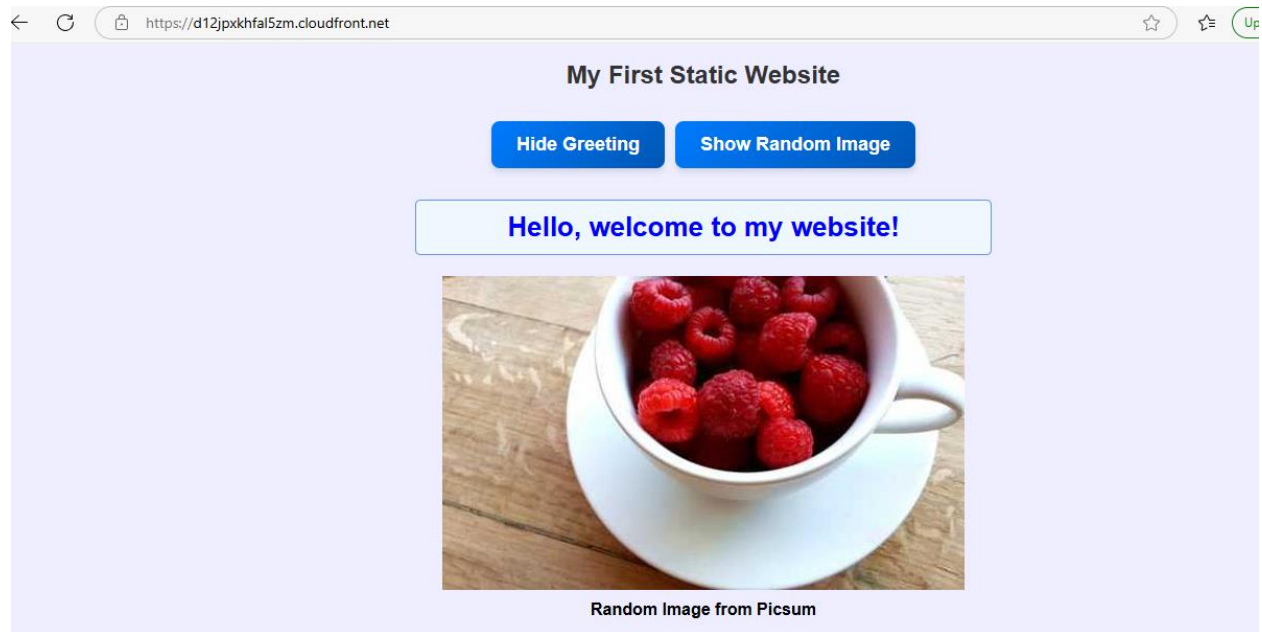 https://d12jpxkhfal5zm.cloudfront.net
Up
My First Static Website
Hide Greeting Show Random Image
Hello, welcome to my website!
Random Image from Picsum